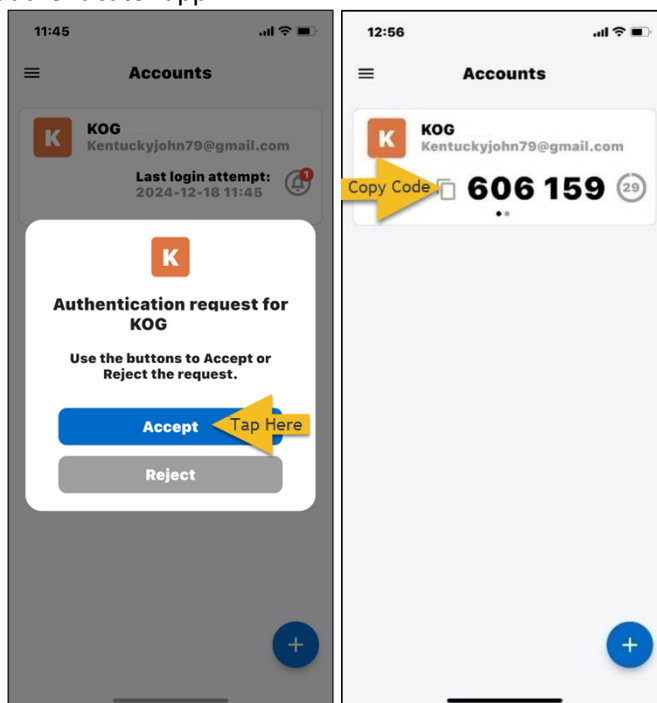 11:45
Accounts
K
KOG
Kentuckyjohn79@gmail.com
Last login attempt:
2024-12-18 11:45
1
K
Authentication request for
KOG
Use the buttons to Accept or
Reject the request.
Accept
Tap Here
Reject
+
12:56
Accounts
K
KOG
Kentuckyjohn79@gmail.com
Copy Code
606 159
29
+